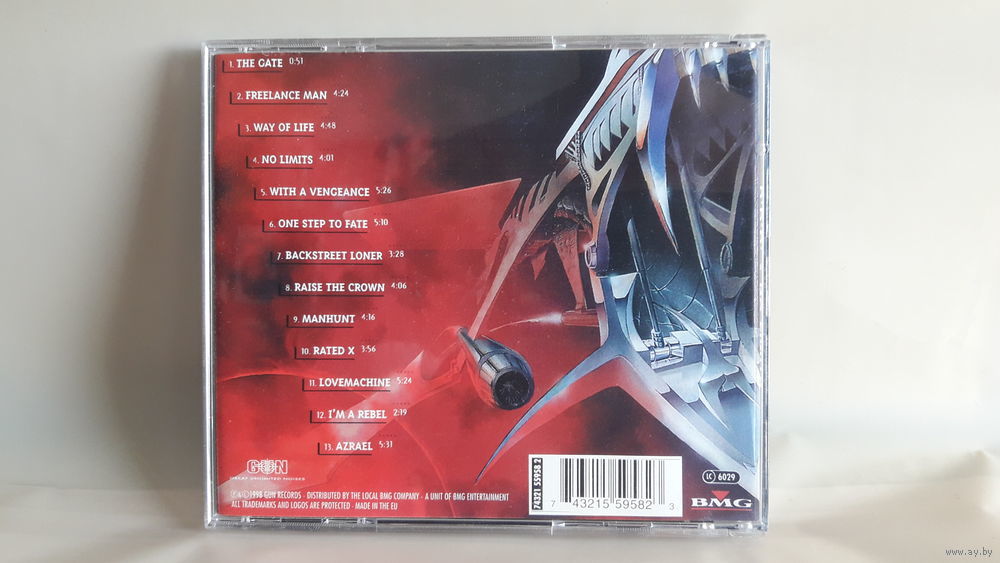 1. THE GATE 0:51
2. FREELANCE MAN 4:24
3. WAY OF LIFE 4:48
4. NO LIMITS 4:01
5. WITH A VENGEANCE 5:26
6. ONE STEP TO FATE 5:10
7. BACKSTREET LONER 3:28
8. RAISE THE CROWN 4:06
9. MANHUNT 4:16
10. RATED X 3:56
11. LOVEMACHINE 5:24
12. I'M A REBEL 2:19
13. AZRAEL 5:31
GUN
GREAT UNLIMITED NOISES
℗ & © 1998 GUN RECORDS · DISTRIBUTED BY THE LOCAL BMG COMPANY · A UNIT OF BMG ENTERTAINMENT
ALL TRADEMARKS AND LOGOS ARE PROTECTED · MADE IN THE EU
74321 55958 2
7 43215 59582 3
LC 6029
BMG
www.ay.by